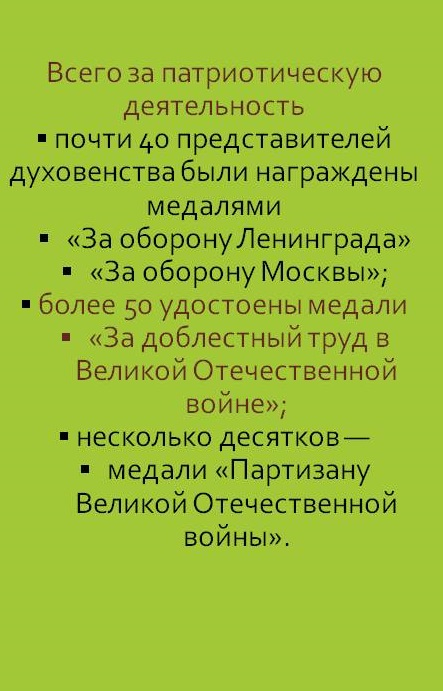 Всего за патриотическую
деятельность
▪ почти 40 представителей
духовенства были награждены
медалями
▪ «За оборону Ленинграда»
▪ «За оборону Москвы»;
▪ более 50 удостоены медали
▪ «За доблестный труд в
Великой Отечественной
войне»;
▪ несколько десятков —
▪ медали «Партизану
Великой Отечественной
войны».